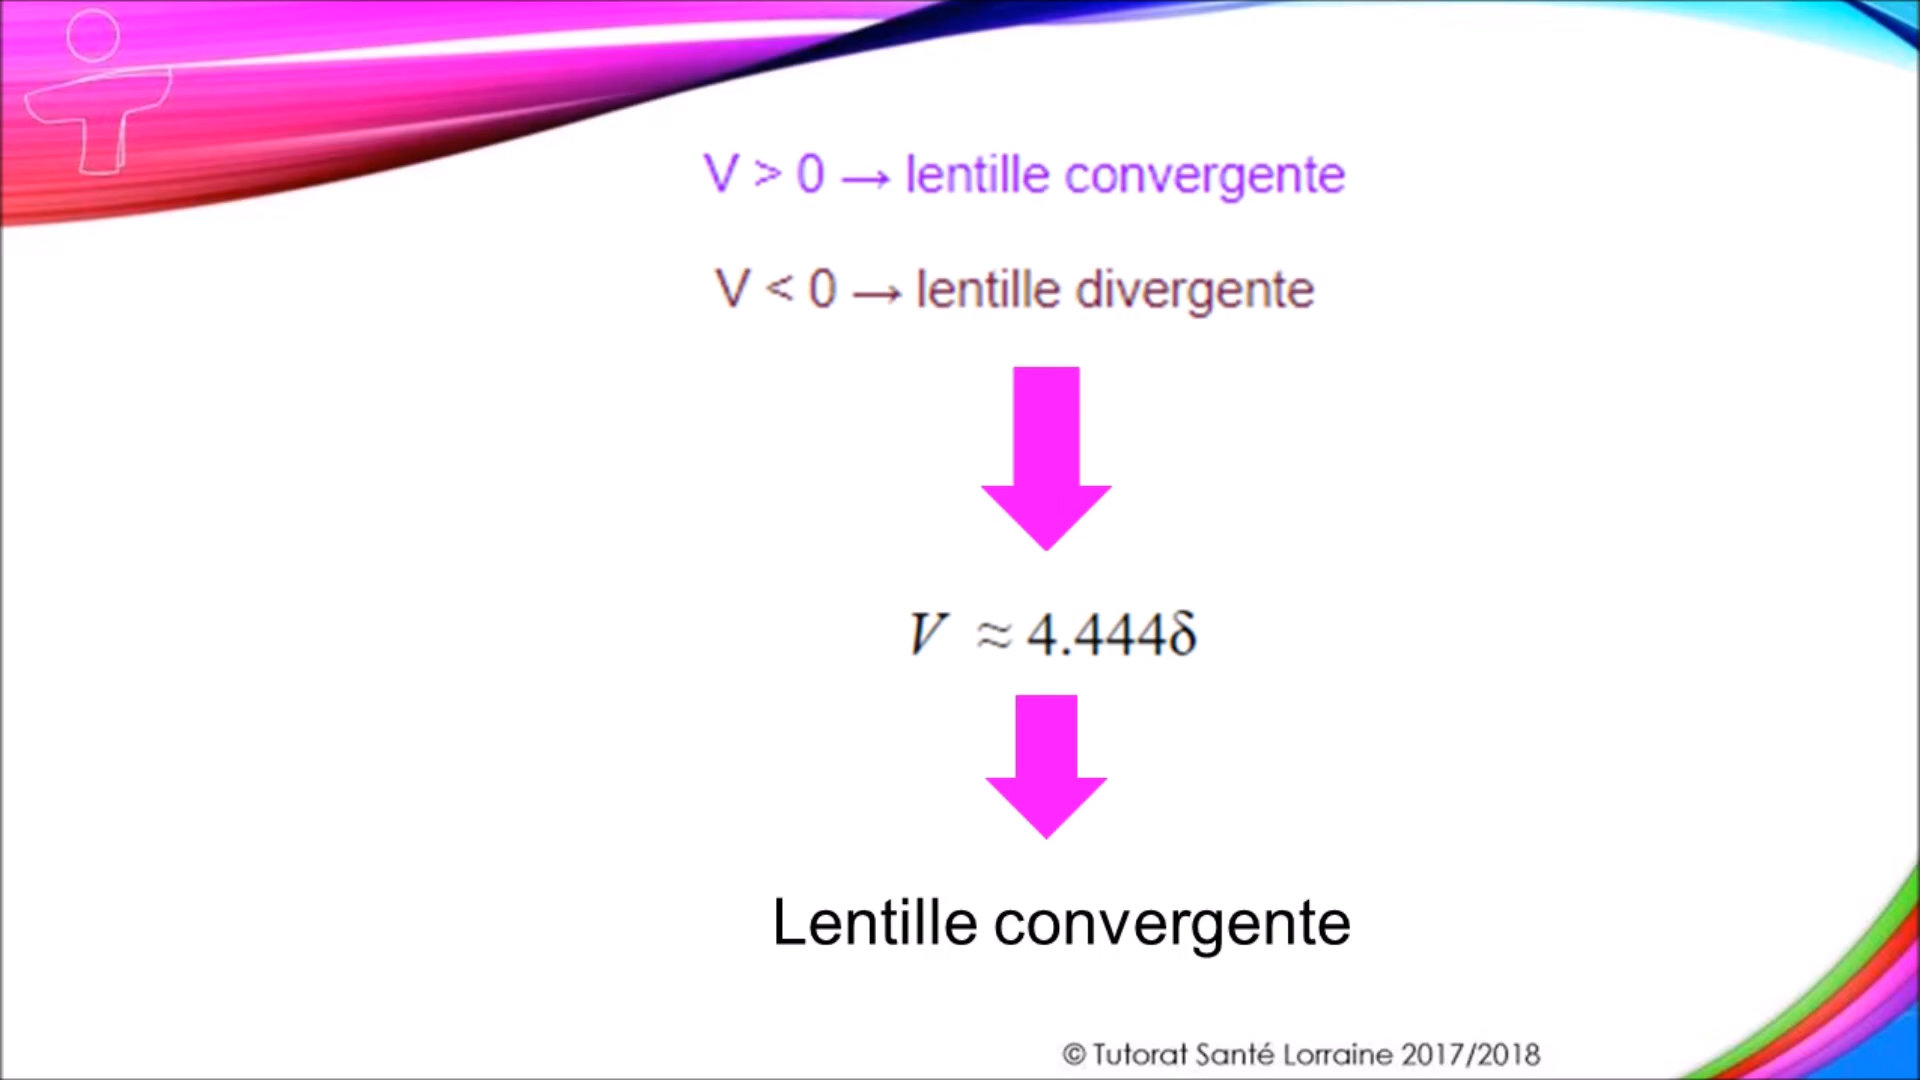 V > 0 → lentille convergente
V < 0 → lentille divergente
V ≈ 4.444δ
Lentille convergente
© Tutorat Santé Lorraine 2017/2018